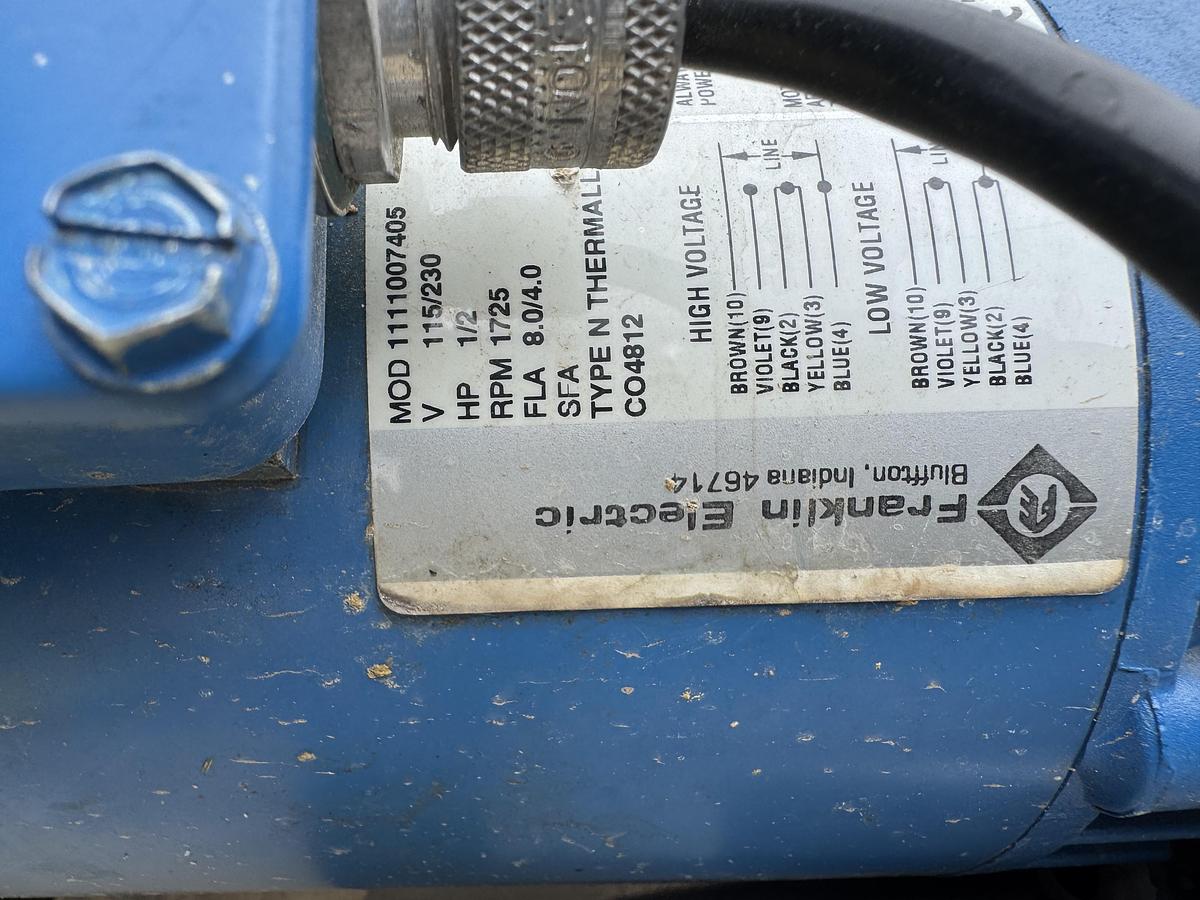 MOD 1111007405
V 115/230
HP 1/2
RPM 1725
FLA 8.0/4.0
SFA
TYPE N THERMALL
CO4812
HIGH VOLTAGE
LINE
BROWN(10)
VIOLET(9)
BLACK(2)
YELLOW(3)
BLUE(4)
LOW VOLTAGE
BROWN(10)
VIOLET(9)
YELLOW(3)
BLACK(2)
BLUE(4)
Franklin Electric
Bluffton, Indiana 46714